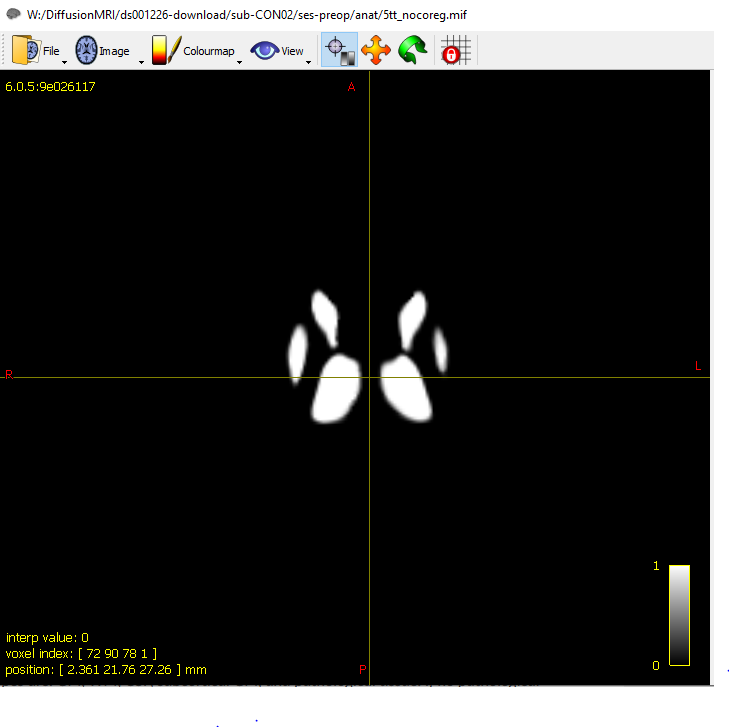 W:/DiffusionMRI/ds001226-download/sub-CON02/ses-preop/anat/5tt_nocoreg.mif
File Image Colourmap View
6.0.5:9e026117
A
R
L
1
interp value: 0
voxel index: [ 72 90 78 1 ]
0
position: [ 2.361 21.76 27.26 ] mm
P